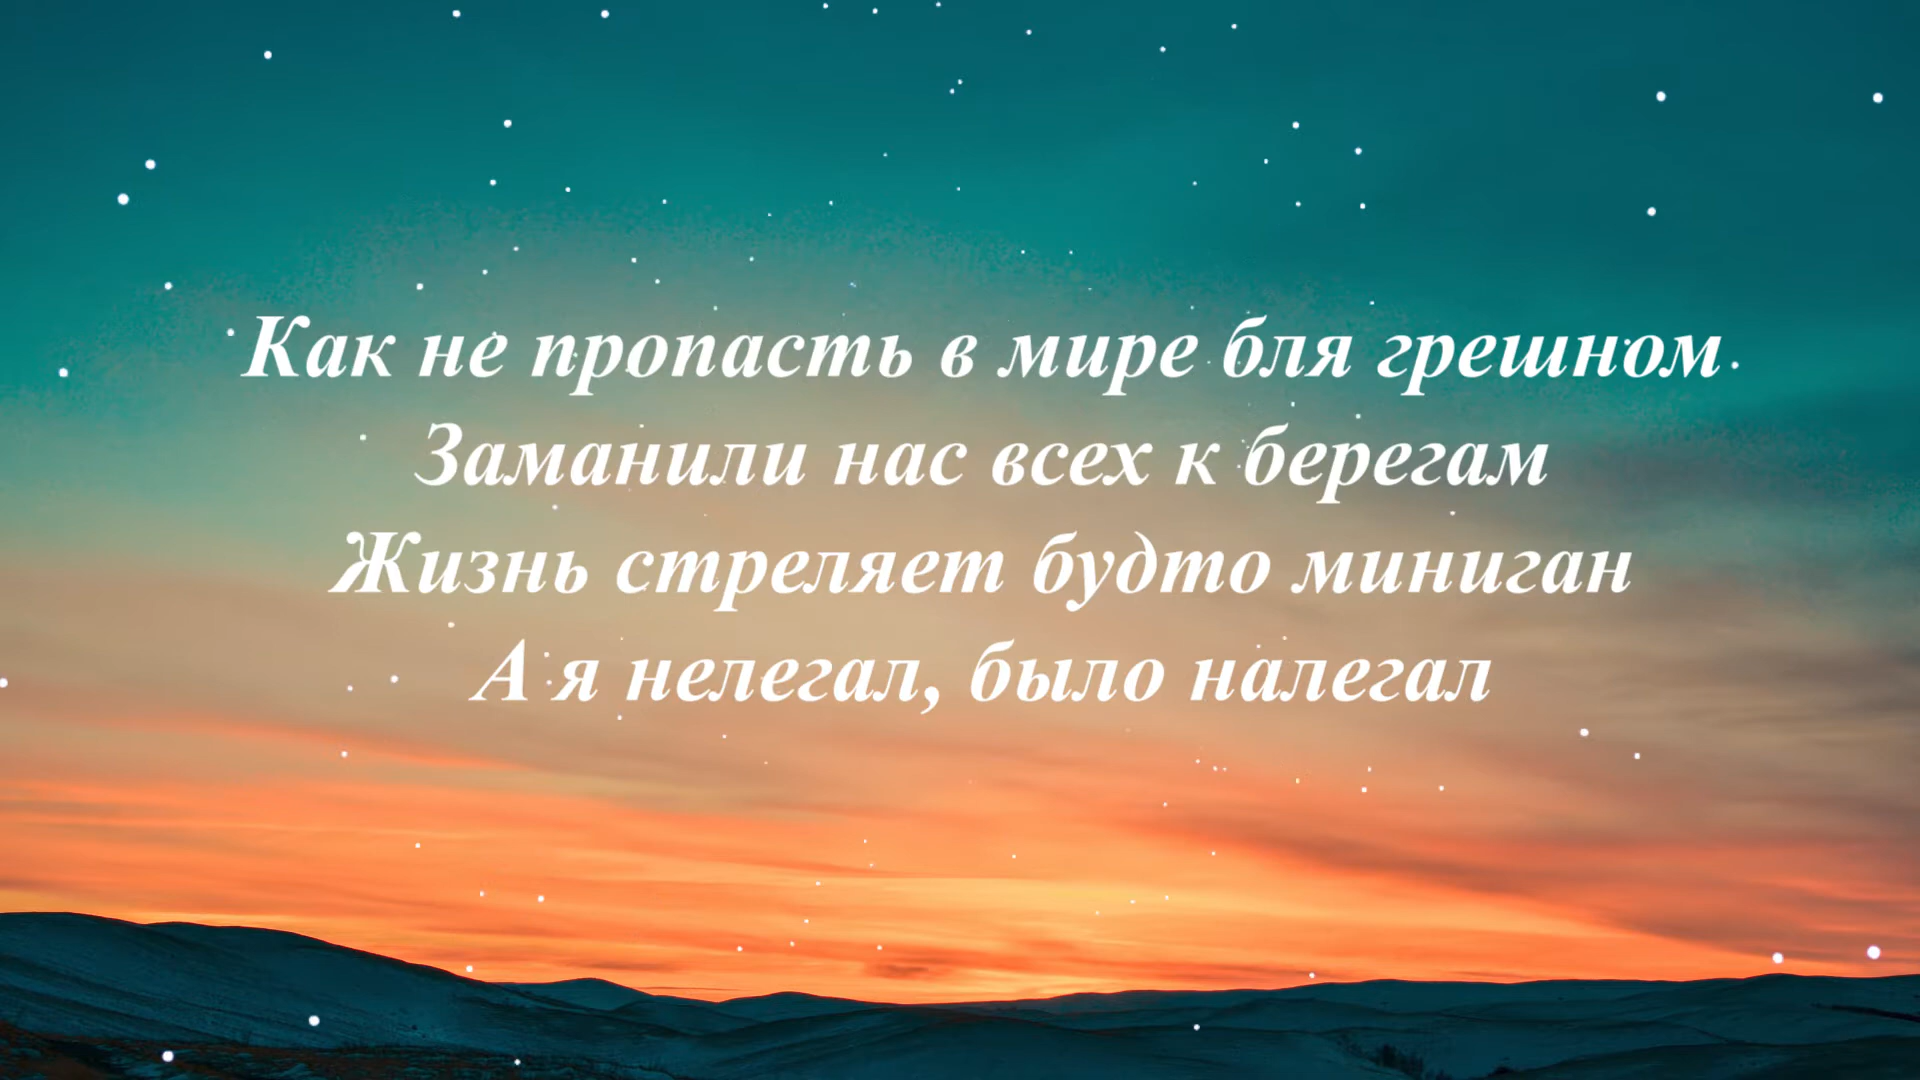 Как не пропасть в мире бля грешном
Заманили нас всех к берегам
Жизнь стреляет будто миниган
А я нелегал, было налегал